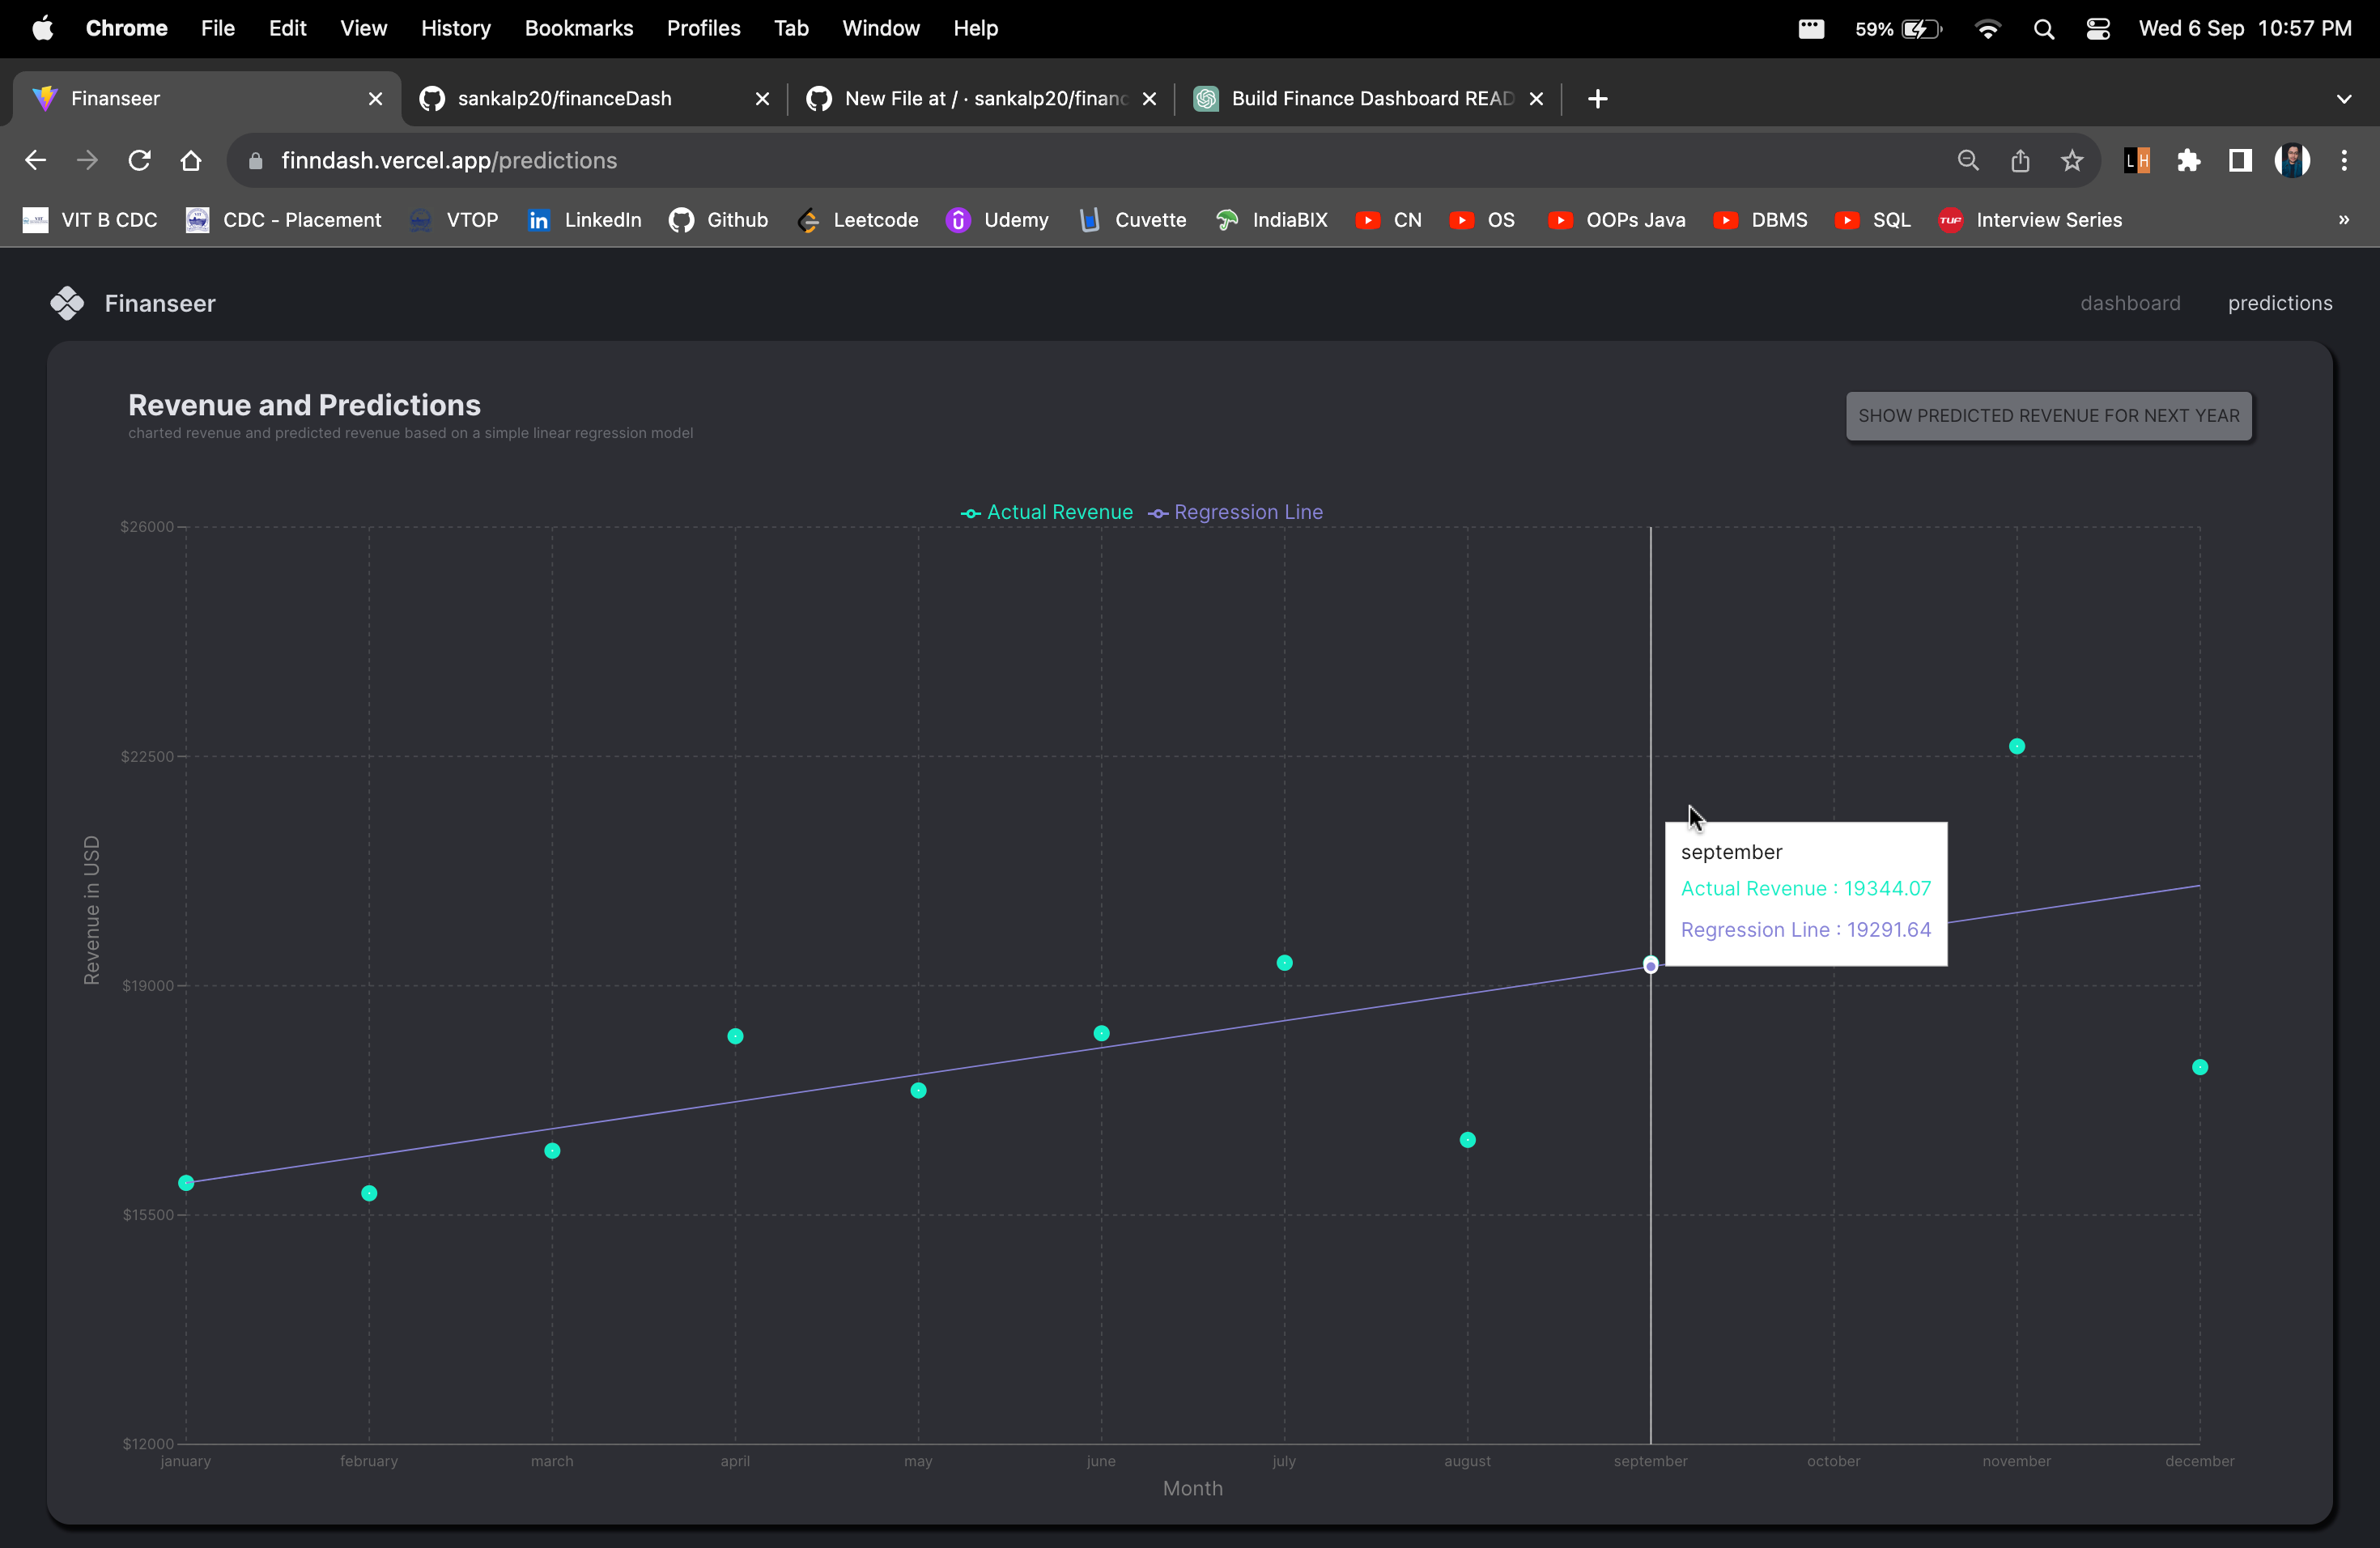 Chrome File Edit View History Bookmarks Profiles Tab Window Help 59% Wed 6 Sep 10:57 PM
Finanseer sankalp20/financeDash New File at / · sankalp20/financ Build Finance Dashboard READ
finndash.vercel.app/predictions LH
VIT B CDC CDC - Placement VTOP LinkedIn Github Leetcode Udemy Cuvette IndiaBIX CN OS OOPs Java DBMS SQL TUF Interview Series »
Finanseer dashboard predictions
Revenue and Predictions
charted revenue and predicted revenue based on a simple linear regression model
SHOW PREDICTED REVENUE FOR NEXT YEAR
Actual Revenue Regression Line
$26000
$22500
$19000
$15500
$12000
Revenue in USD
september
Actual Revenue : 19344.07
Regression Line : 19291.64
january february march april may june july august september october november december
Month